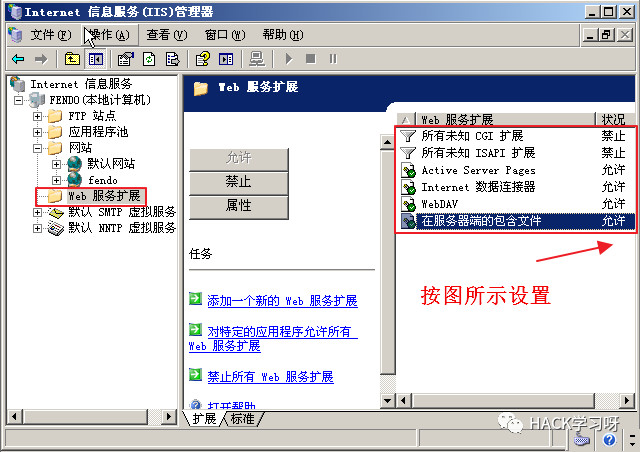 Internet 信息服务(IIS)管理器
文件(F) 操作(A) 查看(V) 窗口(W) 帮助(H)
Internet 信息服务
FENDO(本地计算机)
FTP 站点
应用程序池
网站
默认网站
fendo
Web 服务扩展
默认 SMTP 虚拟服务
默认 NNTP 虚拟服务
Web 服务扩展
允许
禁止
属性
任务
添加一个新的 Web 服务扩展
对特定的应用程序允许所有
Web 服务扩展
禁止所有 Web 服务扩展
打开帮助
Web 服务扩展 状况
所有未知 CGI 扩展 禁止
所有未知 ISAPI 扩展 禁止
Active Server Pages 允许
Internet 数据连接器 允许
WebDAV 允许
在服务器端的包含文件 允许
按图所示设置
扩展 标准
HACK学习呀